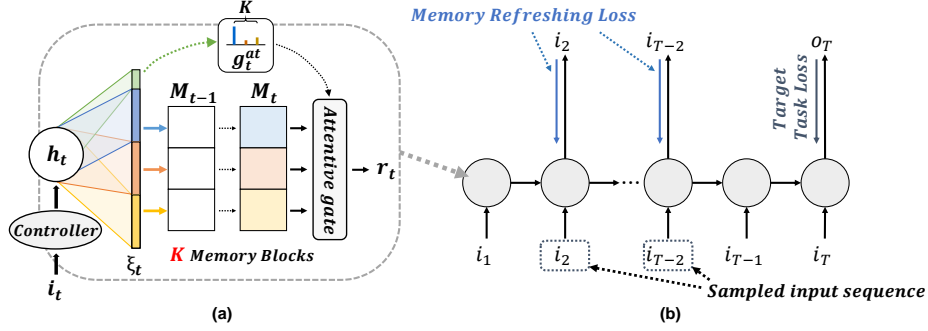 K
g_t^{at}
M_{t-1}
M_t
h_t
Attentive gate
r_t
Controller
ξ_t
K Memory Blocks
i_t
(a)
Memory Refreshing Loss
i_2
i_{T-2}
o_T
Target
Task Loss
...
i_1
i_2
i_{T-2}
i_{T-1}
i_T
Sampled input sequence
(b)